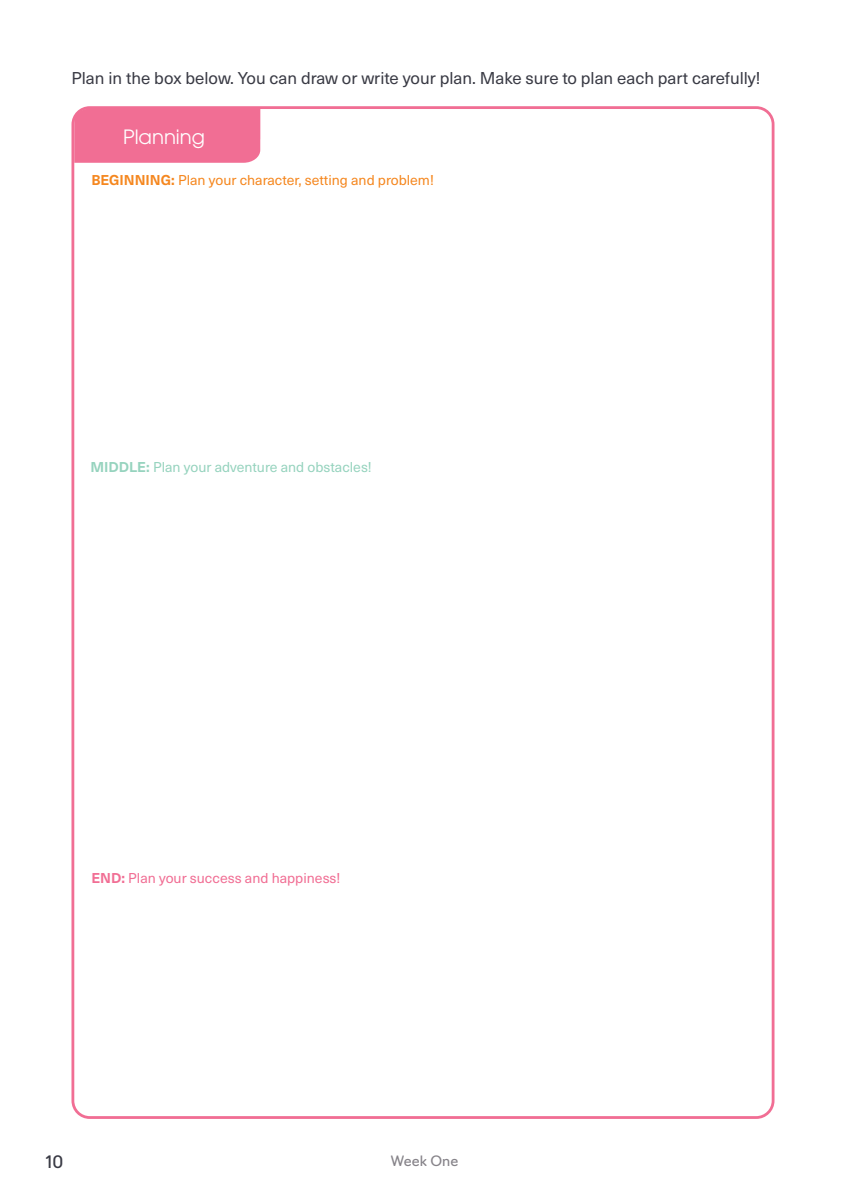 Plan in the box below. You can draw or write your plan. Make sure to plan each part carefully!
Planning
BEGINNING: Plan your character, setting and problem!
MIDDLE: Plan your adventure and obstacles!
END: Plan your success and happiness!
10
Week One